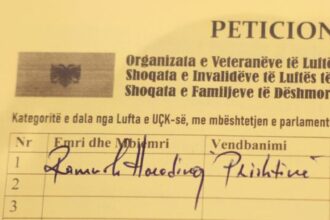 PETICION
Organizata e Veteranëve të Luftë
Shoqata e Invalidëve të Luftës të
Shoqata e Familjeve të Dëshmor
Kategoritë e dala nga Lufta e UÇK-së, me mbështetjen e parlament
Nr Emri dhe Mbiemri Vendbanimi
1 Ramush Prishtinë
2
3